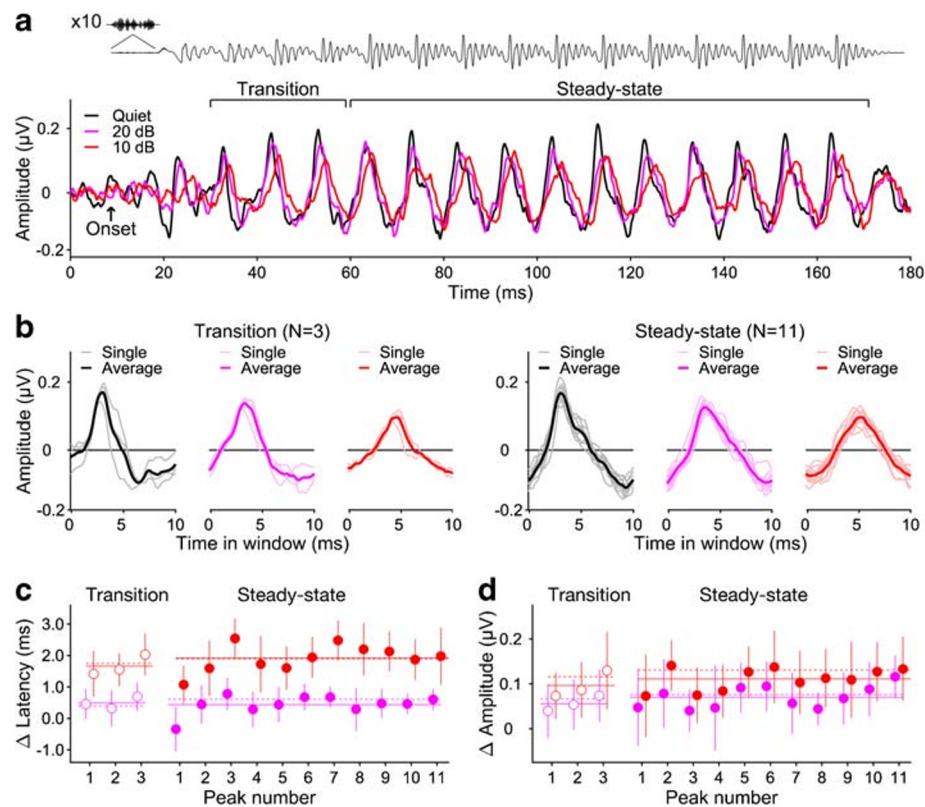 a
x10
Transition Steady-state
Quiet
20 dB
10 dB
Amplitude (μV)
0.2
0
-0.2
Onset
0 20 40 60 80 100 120 140 160 180
Time (ms)
b
Transition (N=3) Steady-state (N=11)
Single Single Single Single Single Single
Average Average Average Average Average Average
Amplitude (μV)
0.2 0.2
0 0
-0.2 -0.2
0 5 10 0 5 10 0 5 10 0 5 10 0 5 10 0 5 10
Time in window (ms) Time in window (ms)
c
Transition Steady-state
Δ Latency (ms)
3.0
2.0
1.0
0.0
-1.0
1 2 3 1 2 3 4 5 6 7 8 9 10 11
Peak number
d
Transition Steady-state
Δ Amplitude (μV)
0.2
0.1
0
1 2 3 1 2 3 4 5 6 7 8 9 10 11
Peak number